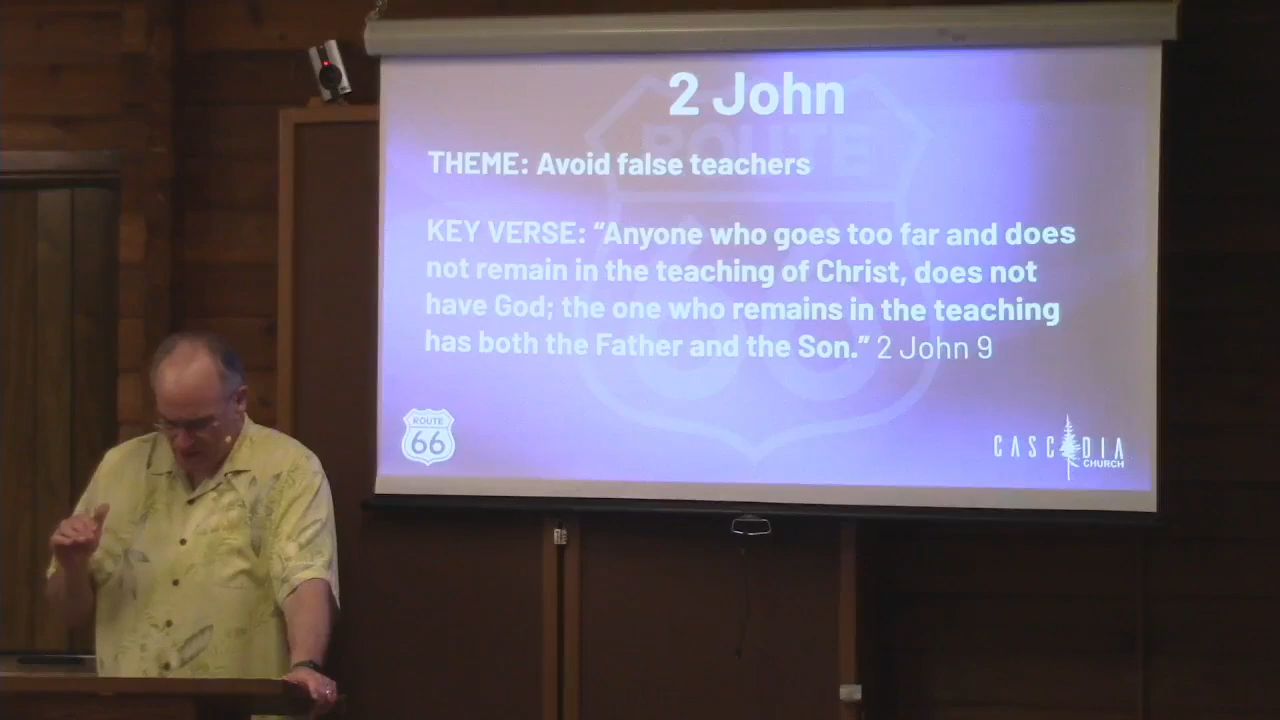 2 John
THEME: Avoid false teachers
KEY VERSE: “Anyone who goes too far and does
not remain in the teaching of Christ, does not
have God; the one who remains in the teaching
has both the Father and the Son.” 2 John 9
ROUTE
66
ROUTE
66
CASCADIA
CHURCH